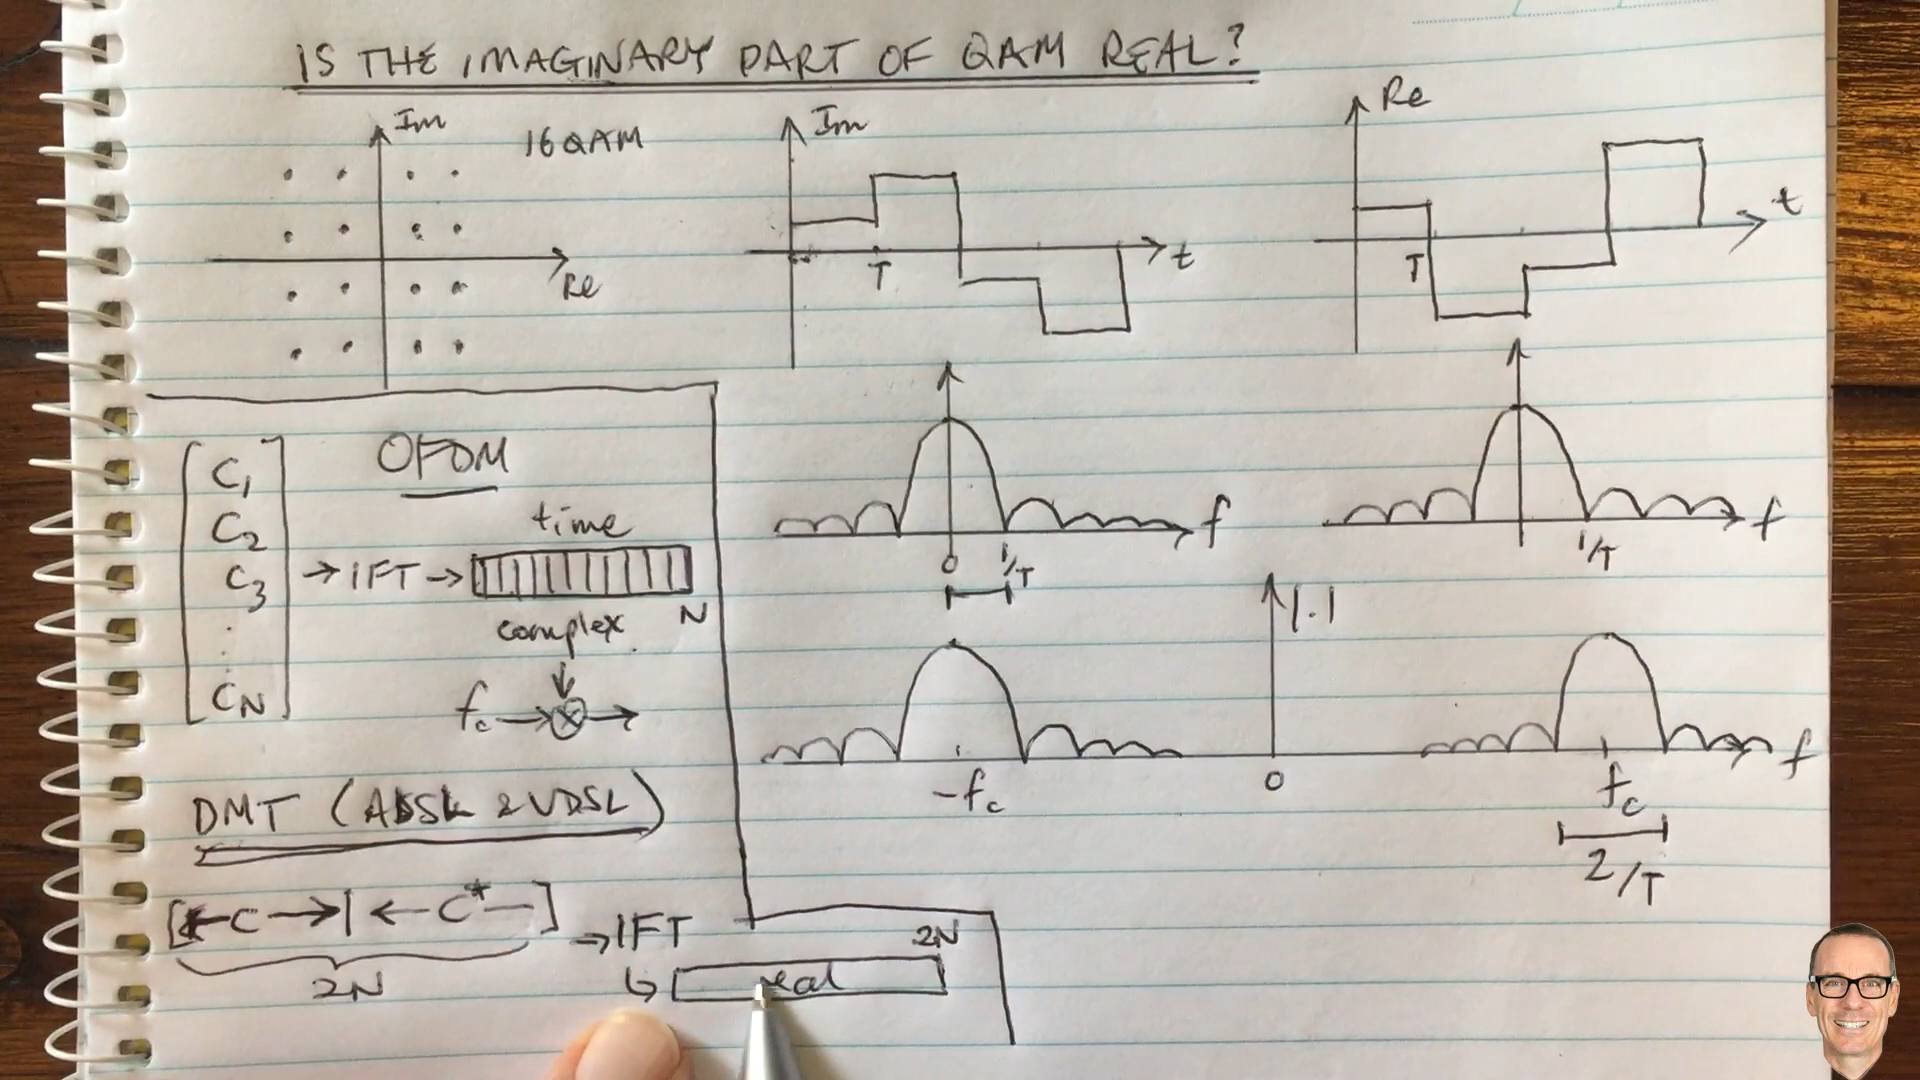 IS THE IMAGINARY PART OF QAM REAL?
Im
16QAM
Re
Im
T
t
Re
T
t
OFDM
C1
C2
C3
⋮
CN
→ IFT →
time
N
complex
fc
0
1/T
f
1/T
f
|.|
-fc
0
fc
f
2/T
DMT (ADSL & VDSL)
[← C →|← C* —]
2N
→ IFT
2N
real